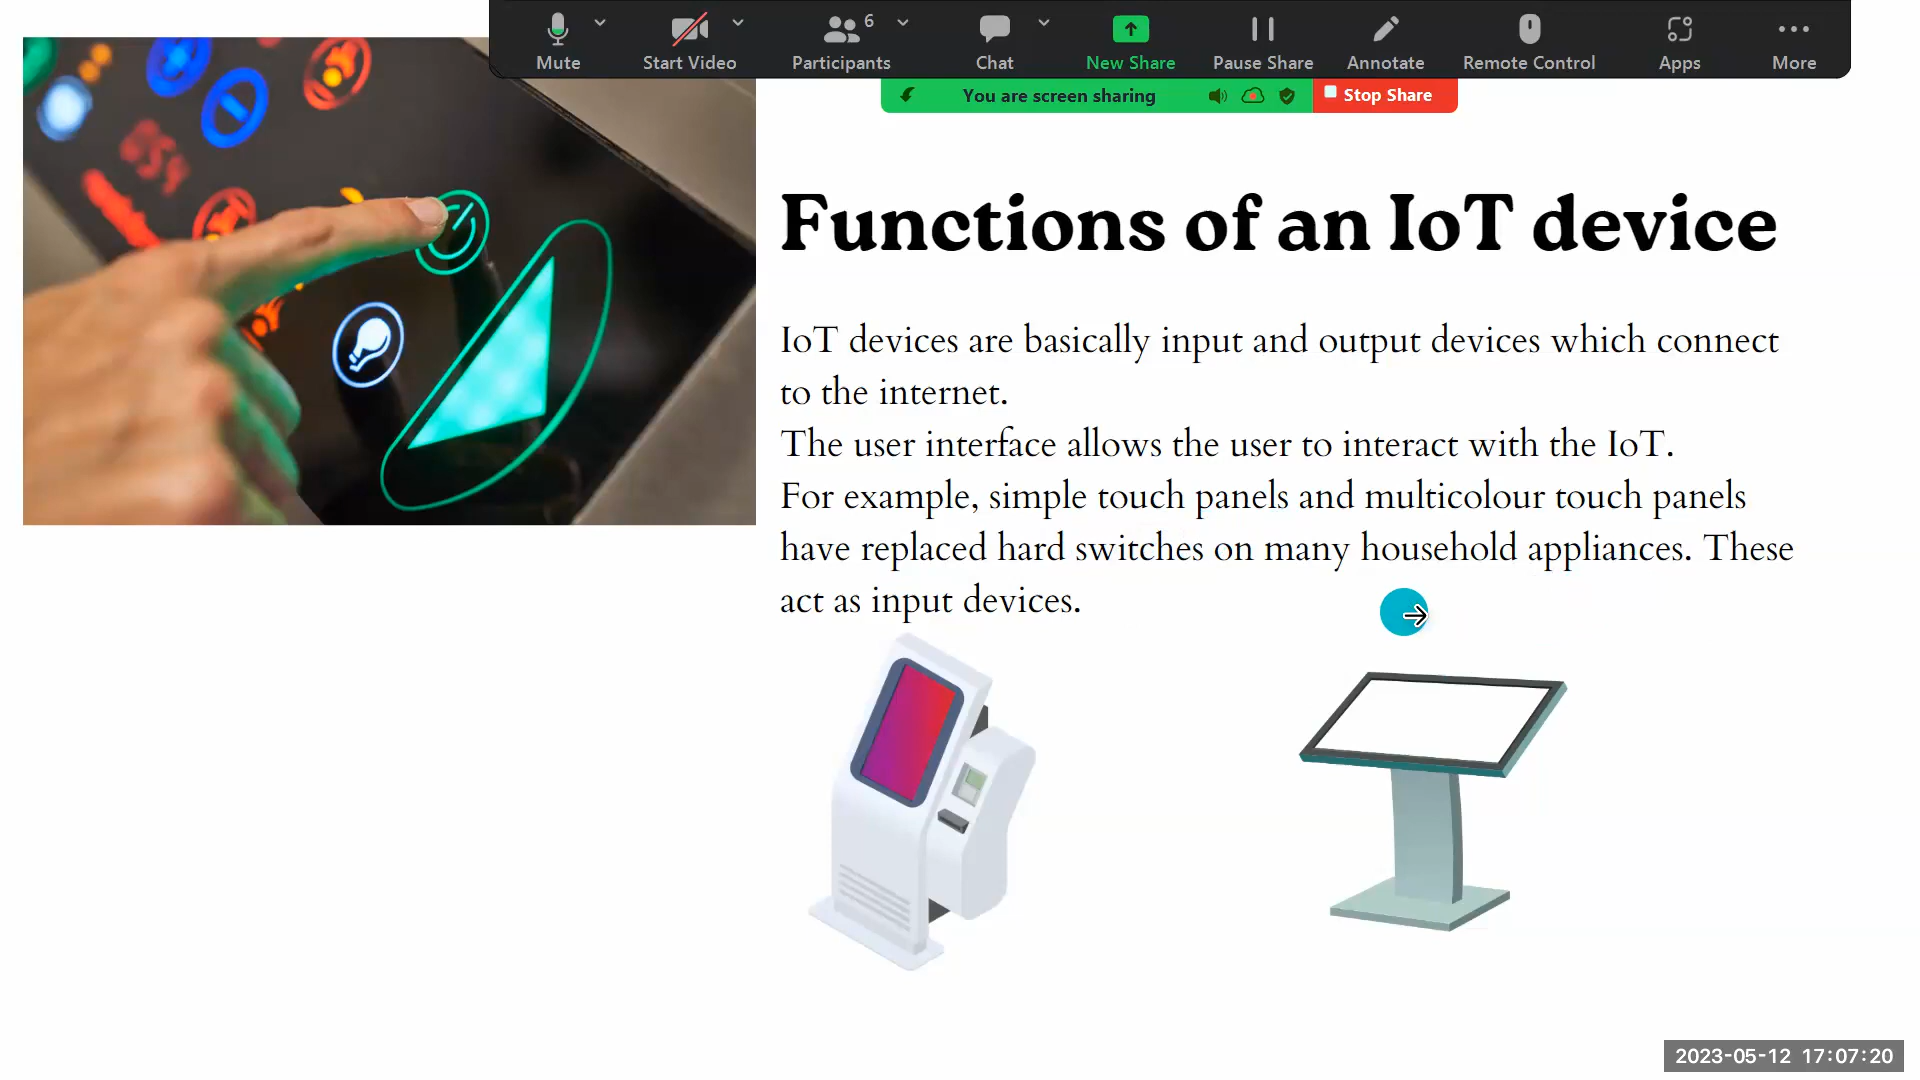 6
Mute
Start Video
Participants
Chat
New Share
Pause Share
Annotate
Remote Control
Apps
More
You are screen sharing
Stop Share
Functions of an IoT device
IoT devices are basically input and output devices which connect
to the internet.
The user interface allows the user to interact with the IoT.
For example, simple touch panels and multicolour touch panels
have replaced hard switches on many household appliances. These
act as input devices.
2023-05-12 17:07:20